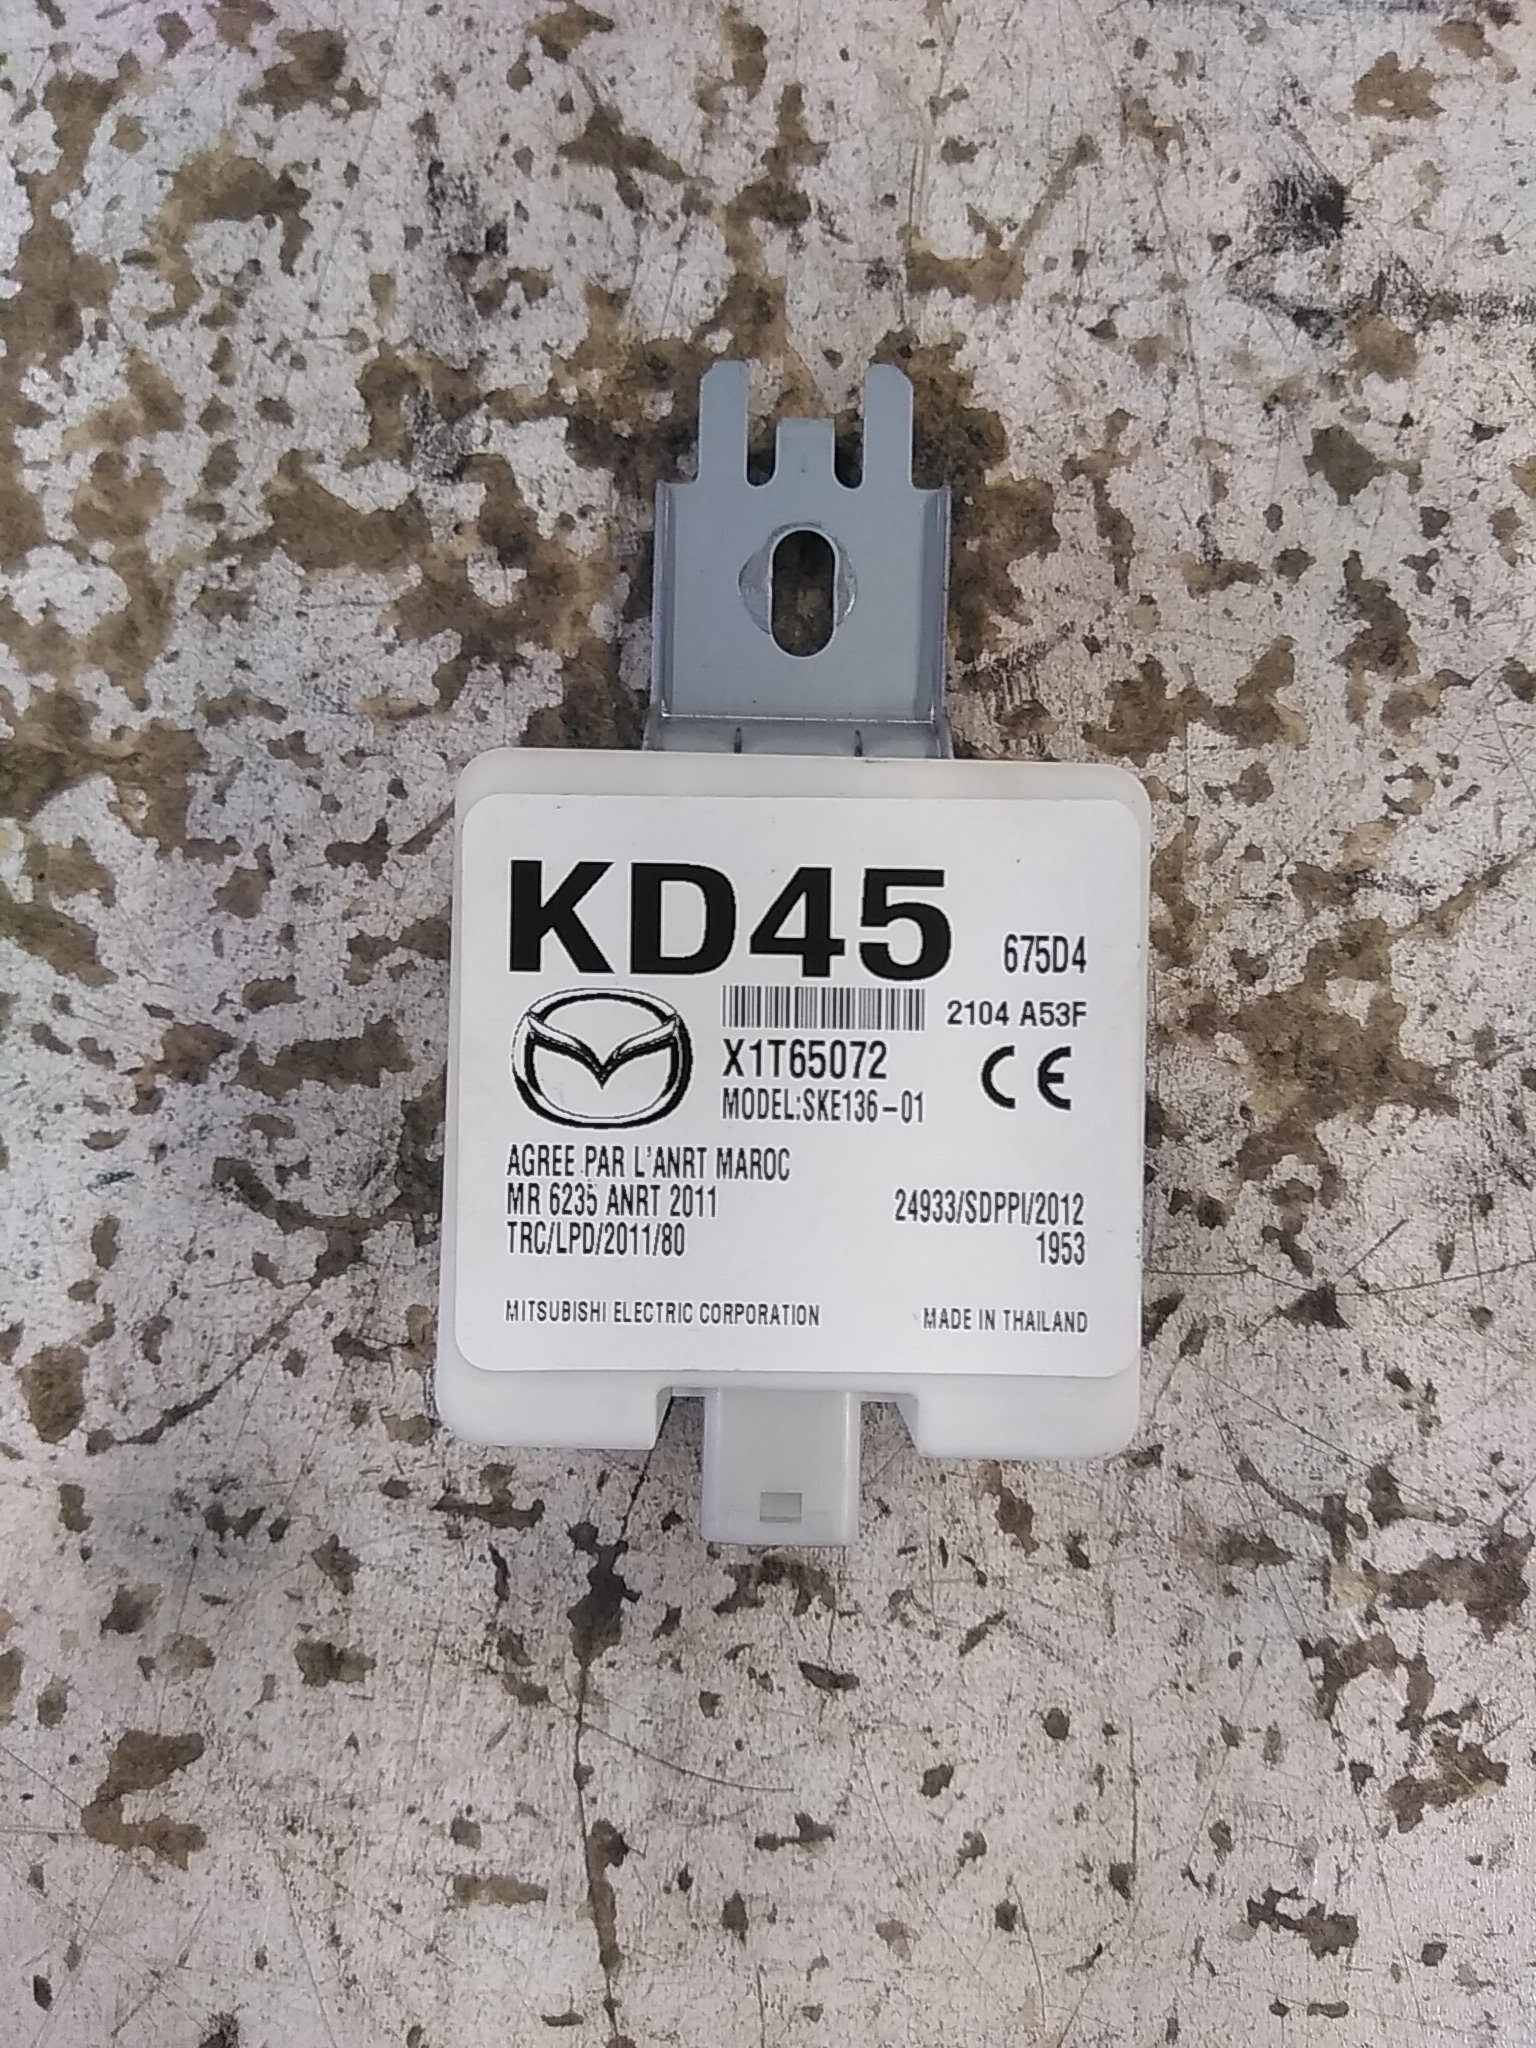 KD45 675D4
2104 A53F
X1T65072
MODEL:SKE136-01
CE
AGREE PAR L'ANRT MAROC
MR 6235 ANRT 2011
TRC/LPD/2011/80
24933/SDPPI/2012
1953
MITSUBISHI ELECTRIC CORPORATION
MADE IN THAILAND